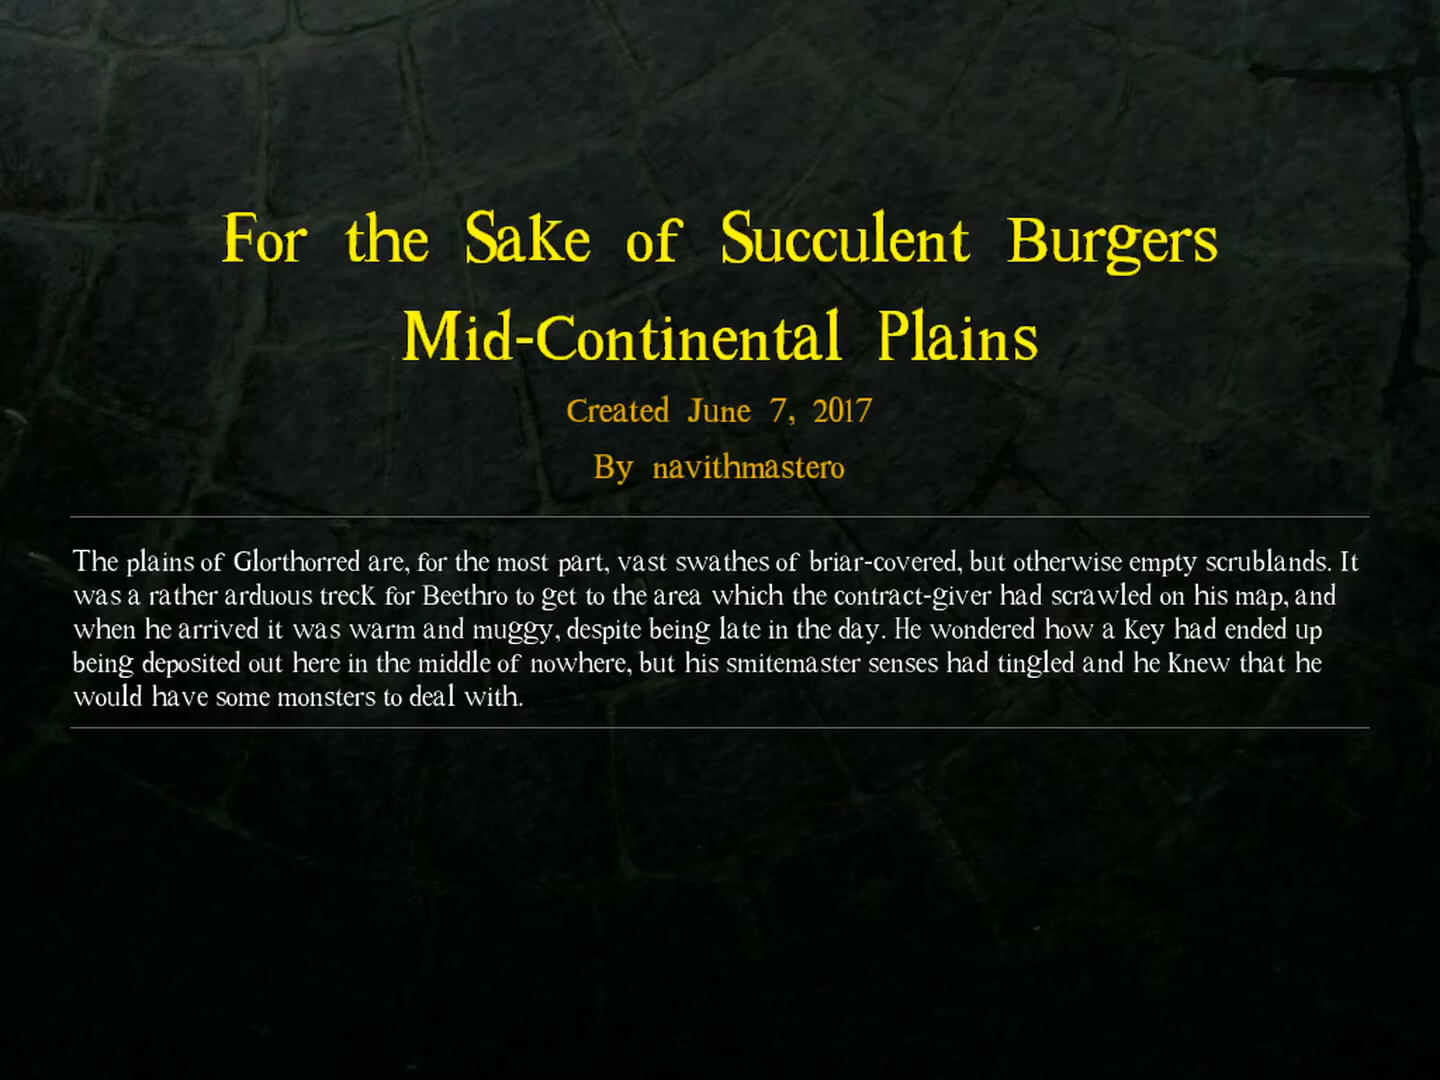 For the Sake of Succulent Burgers
Mid-Continental Plains
Created June 7, 2017
By navithmastero
The plains of Glorthorred are, for the most part, vast swathes of briar-covered, but otherwise empty scrublands. It
was a rather arduous treck for Beethro to get to the area which the contract-giver had scrawled on his map, and
when he arrived it was warm and muggy, despite being late in the day. He wondered how a key had ended up
being deposited out here in the middle of nowhere, but his smitemaster senses had tingled and he knew that he
would have some monsters to deal with.